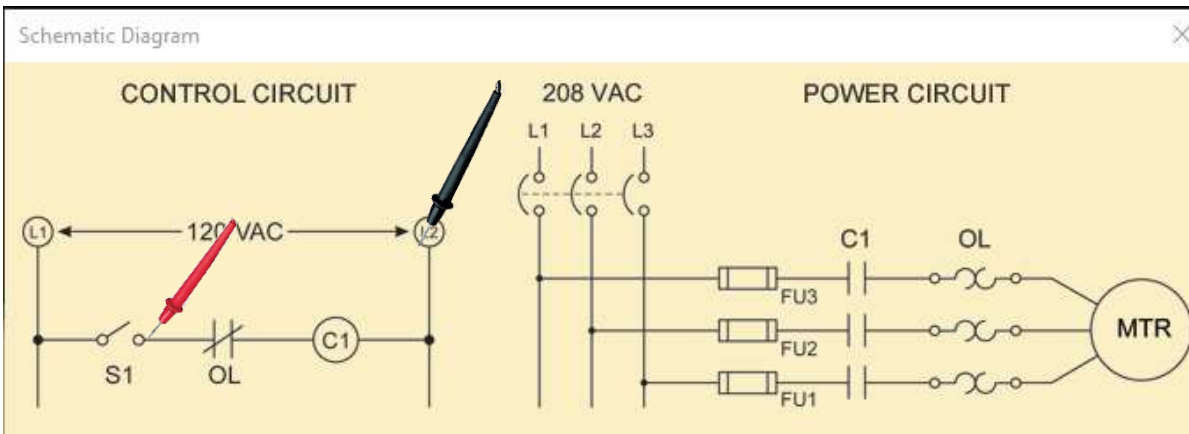 Schematic Diagram
CONTROL CIRCUIT
208 VAC
POWER CIRCUIT
L1 L2 L3
L1 120 VAC L2
C1 OL
FU3
S1 OL C1
FU2
MTR
FU1